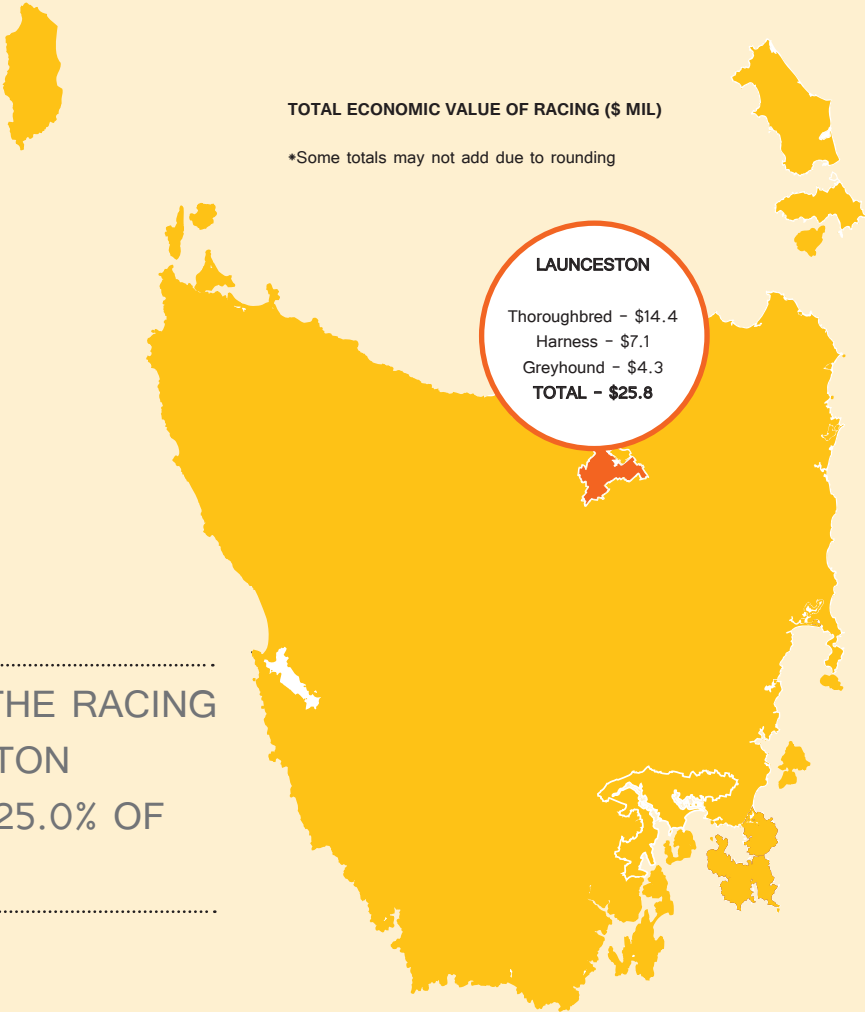 TOTAL ECONOMIC VALUE OF RACING ($ MIL)
*Some totals may not add due to rounding
LAUNCESTON
Thoroughbred - $14.4
Harness - $7.1
Greyhound - $4.3
TOTAL - $25.8
THE RACING
TON
25.0% OF